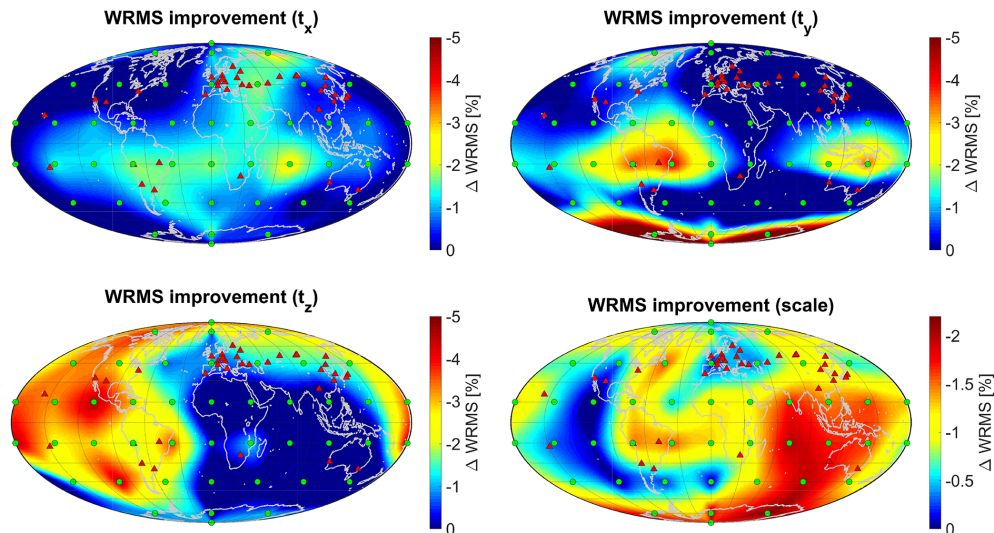 WRMS improvement (t_x)
-5
-4
-3
-2
-1
0
Δ WRMS [%]
WRMS improvement (t_y)
-5
-4
-3
-2
-1
0
Δ WRMS [%]
WRMS improvement (t_z)
-5
-4
-3
-2
-1
0
Δ WRMS [%]
WRMS improvement (scale)
-2
-1.5
-1
-0.5
0
Δ WRMS [%]